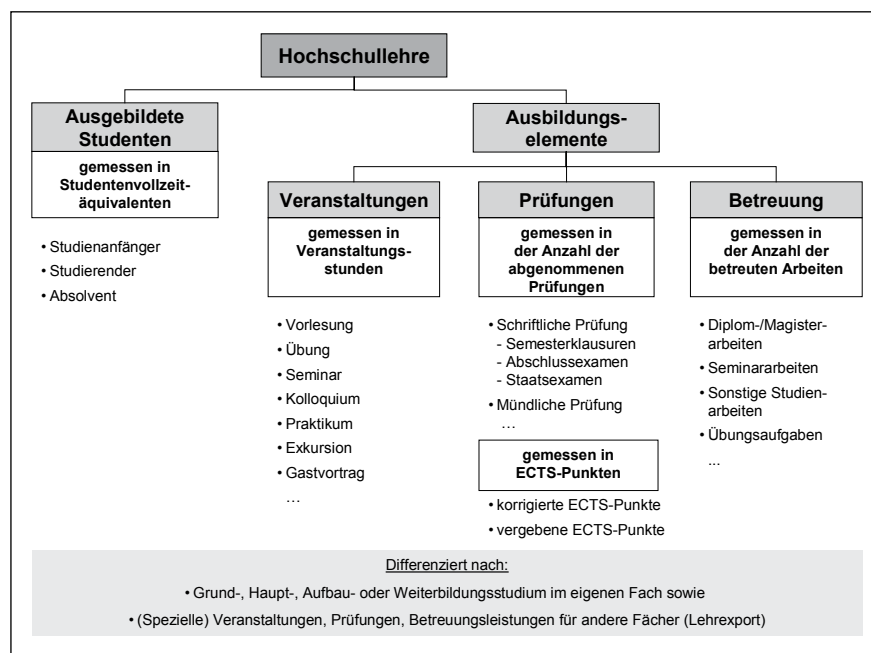 Hochschullehre
Ausgebildete
Studenten
gemessen in
Studentenvollzeit-
äquivalenten
• Studienanfänger
• Studierender
• Absolvent
Ausbildungs-
elemente
Veranstaltungen
gemessen in
Veranstaltungs-
stunden
• Vorlesung
• Übung
• Seminar
• Kolloquium
• Praktikum
• Exkursion
• Gastvortrag
…
Prüfungen
gemessen in
der Anzahl der
abgenommenen
Prüfungen
• Schriftliche Prüfung
- Semesterklausuren
- Abschlussexamen
- Staatsexamen
• Mündliche Prüfung
…
gemessen in
ECTS-Punkten
• korrigierte ECTS-Punkte
• vergebene ECTS-Punkte
Betreuung
gemessen in
der Anzahl der
betreuten Arbeiten
• Diplom-/Magister-
arbeiten
• Seminararbeiten
• Sonstige Studien-
arbeiten
• Übungsaufgaben
...
Differenziert nach:
• Grund-, Haupt-, Aufbau- oder Weiterbildungsstudium im eigenen Fach sowie
• (Spezielle) Veranstaltungen, Prüfungen, Betreuungsleistungen für andere Fächer (Lehrexport)